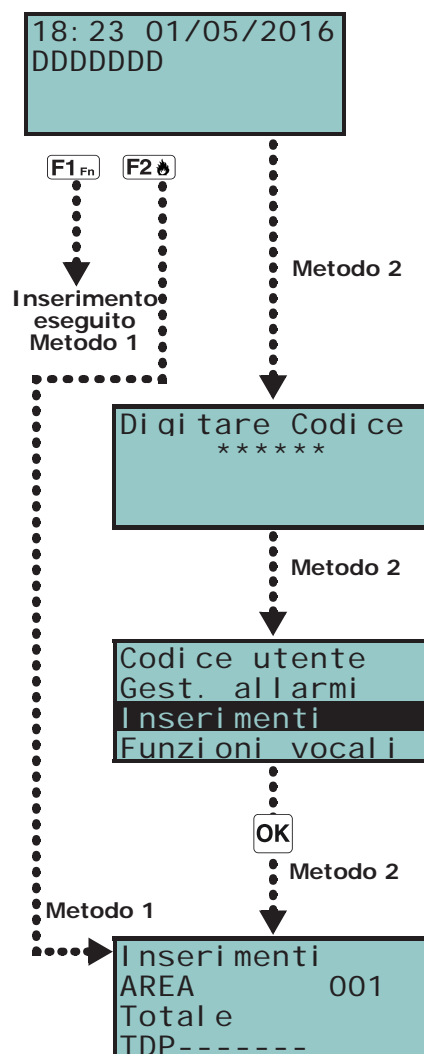 18:23 01/05/2016
DDDDDDD
F1 Fn F2
Metodo 2
Inserimento
eseguito
Metodo 1
Digitare Codice
******
Metodo 2
Codice utente
Gest. allarmi
Inserimenti
Funzioni vocali
OK
Metodo 2
Metodo 1
Inserimenti
AREA 001
Totale
TDP-------